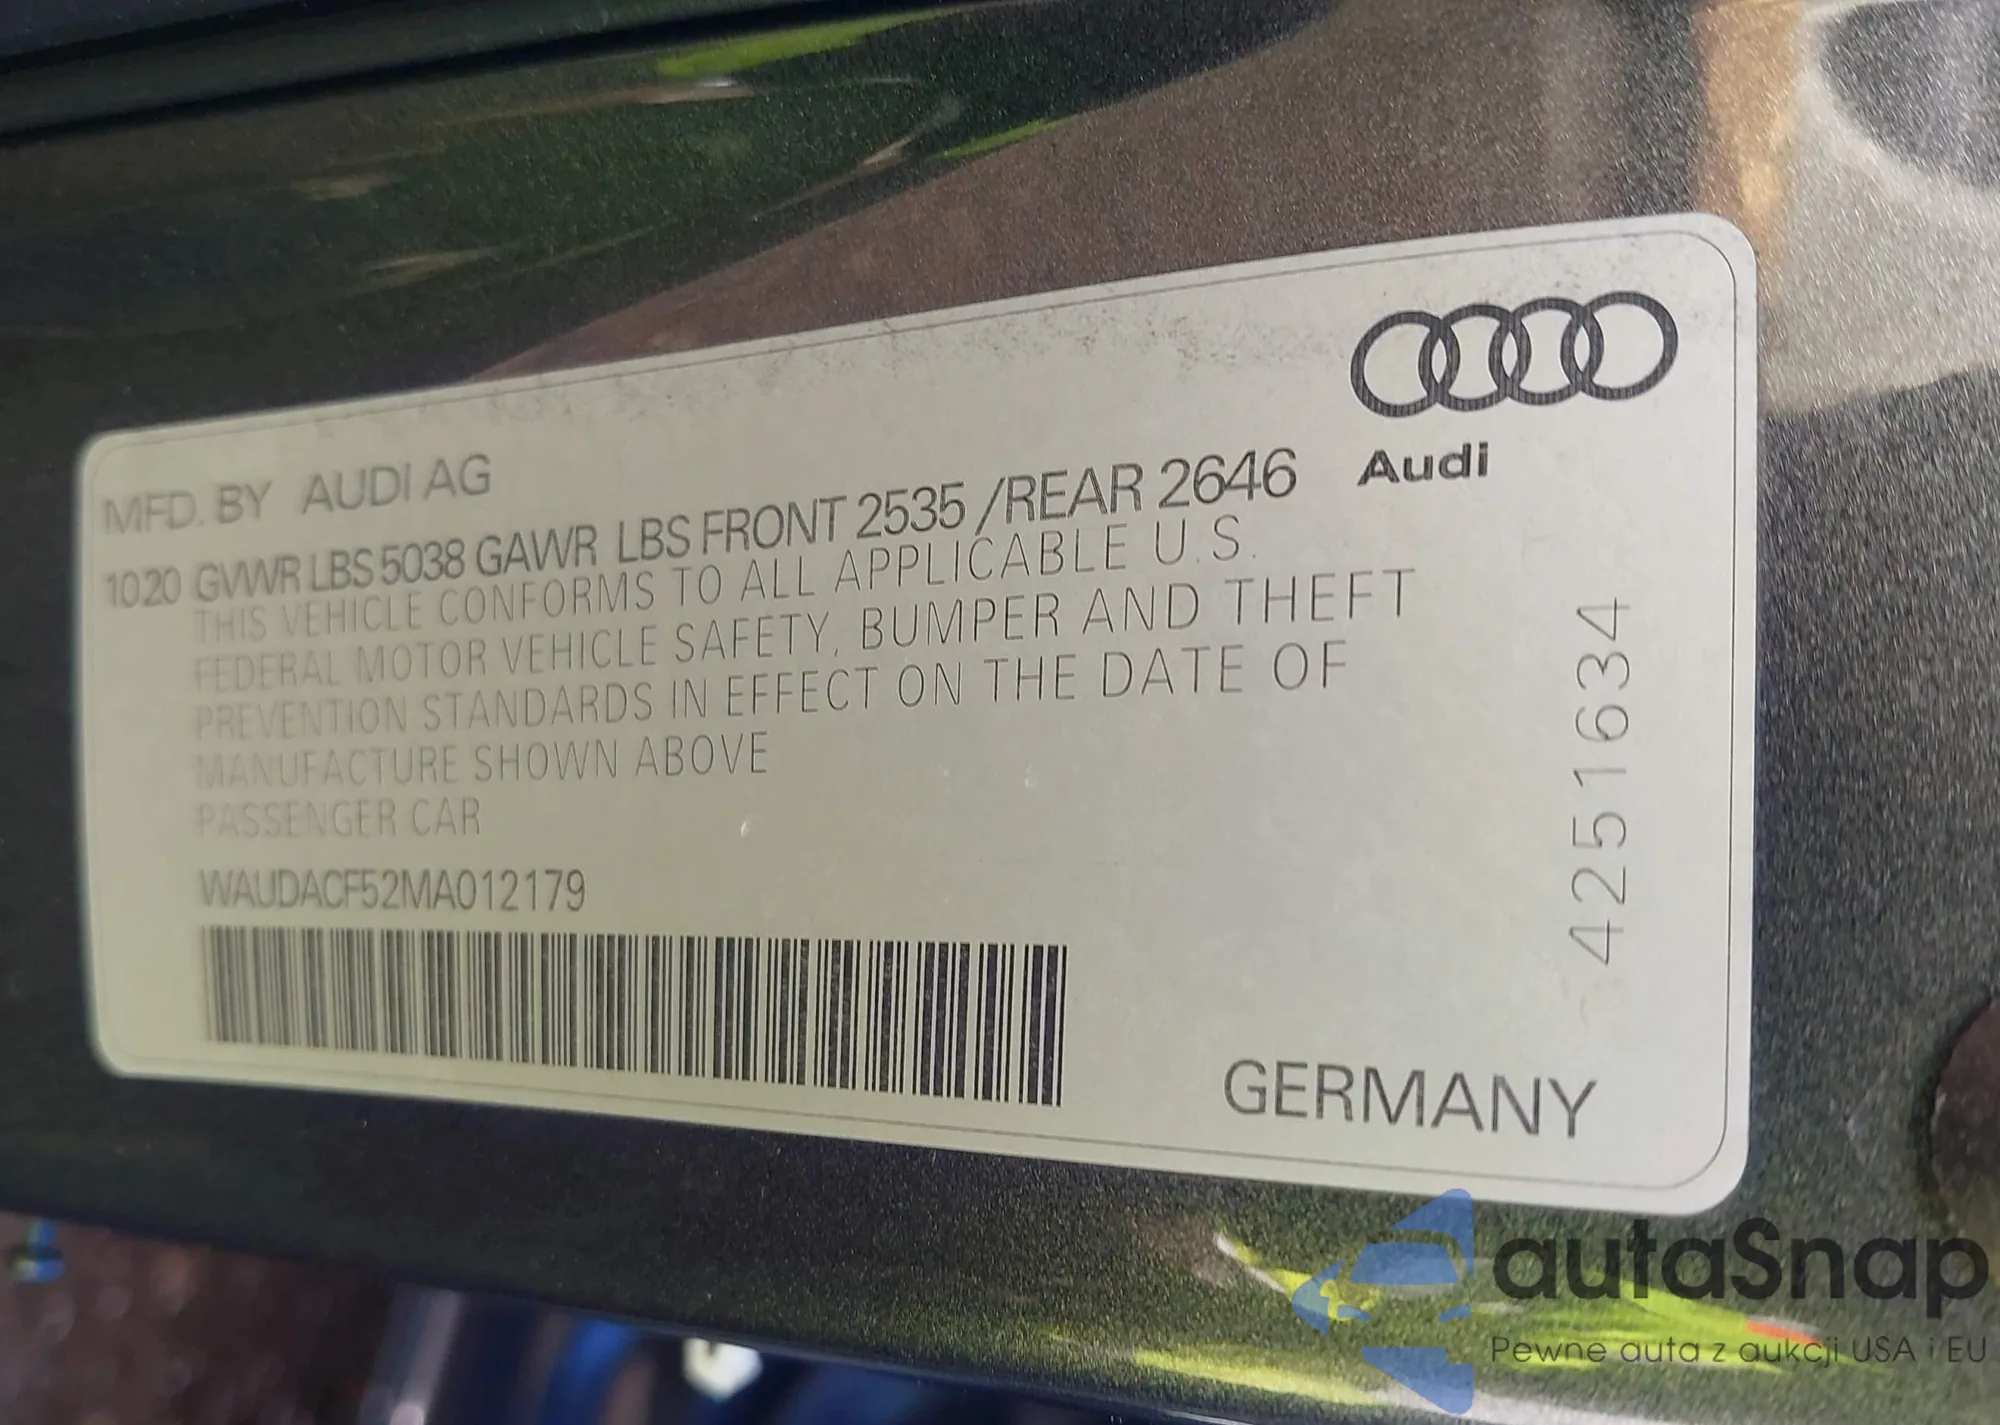 MFD. BY AUDI AG
1020 GVWR LBS 5038 GAWR LBS FRONT 2535 /REAR 2646
THIS VEHICLE CONFORMS TO ALL APPLICABLE U.S.
FEDERAL MOTOR VEHICLE SAFETY, BUMPER AND THEFT
PREVENTION STANDARDS IN EFFECT ON THE DATE OF
MANUFACTURE SHOWN ABOVE
PASSENGER CAR
WAUDACF52MA012179
Audi
4251634
GERMANY
autaSnap
Pewne auta z aukcji USA i EU